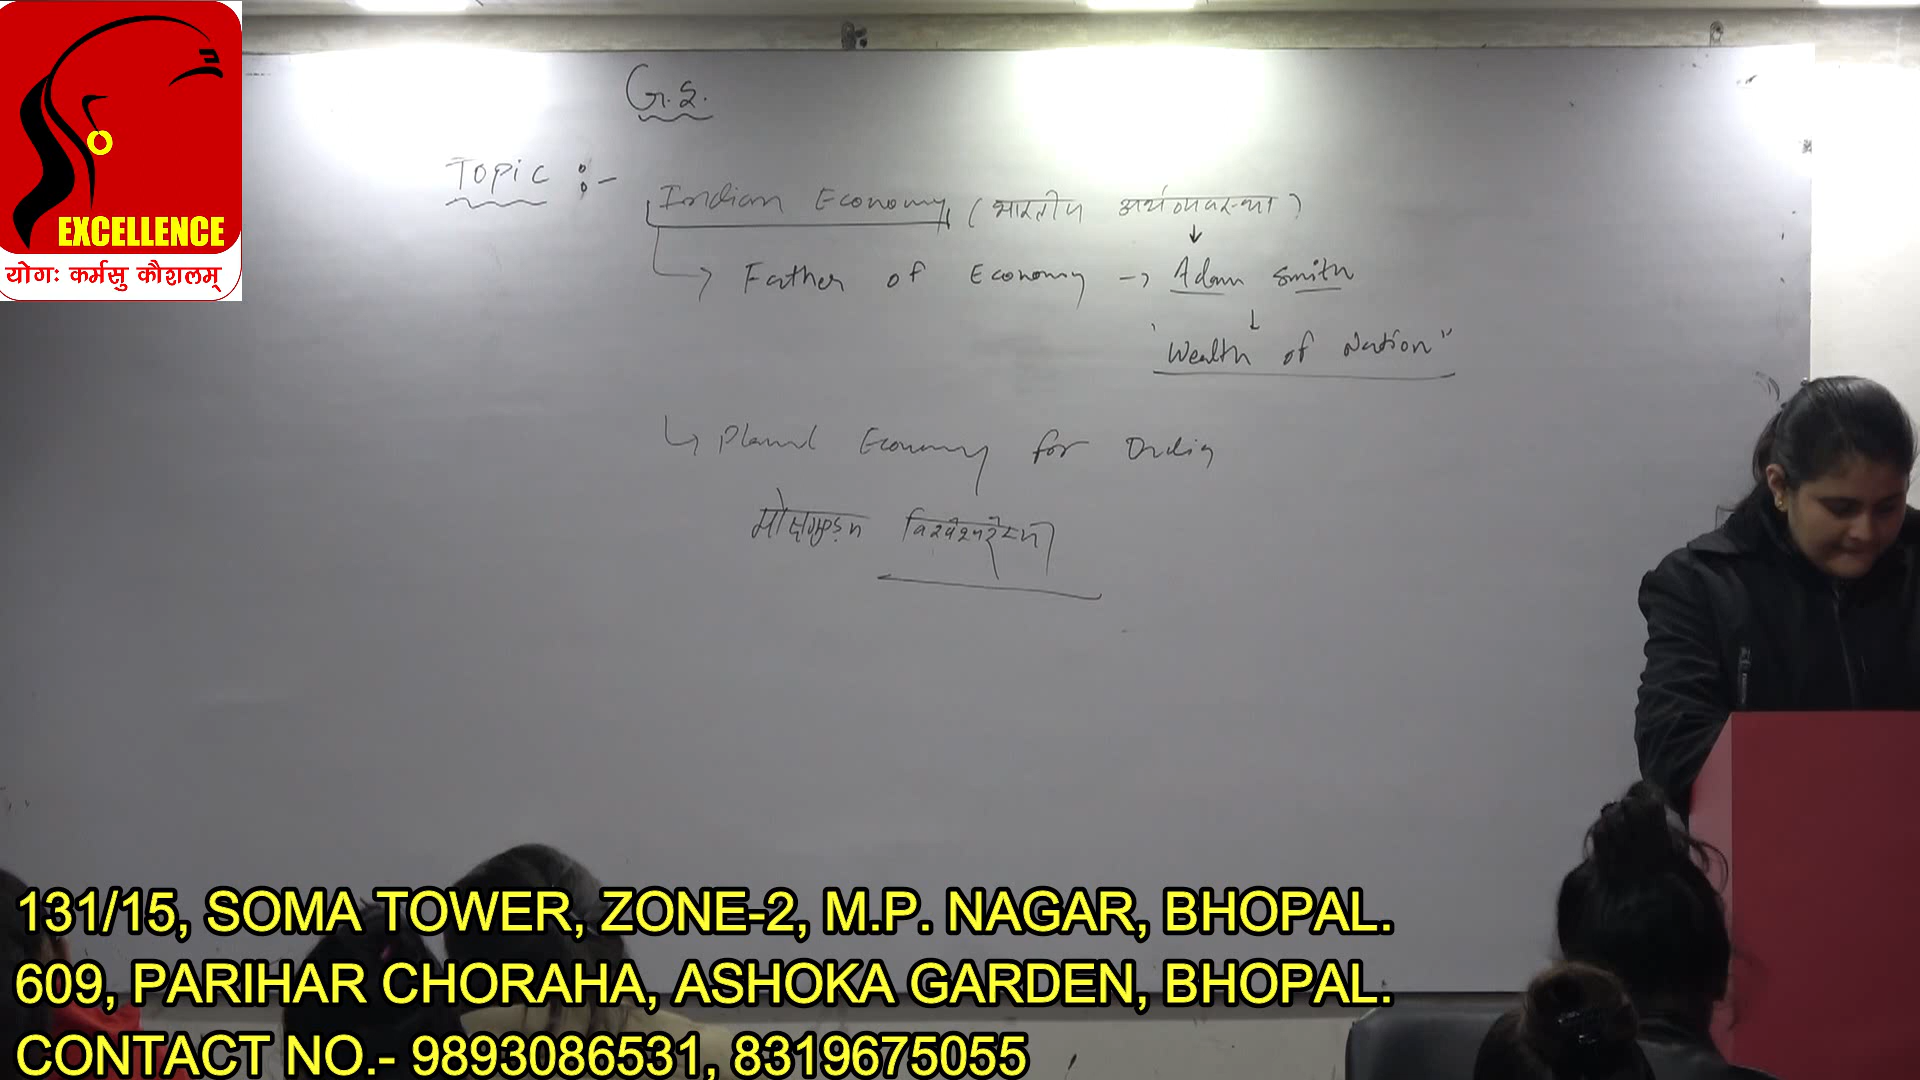 EXCELLENCE
योगः कर्मसु कौशलम्
G.S.
Topic :-
Indian Economy (भारतीय अर्थव्यवस्था)
Father of Economy → Adam Smith
"Wealth of Nation"
Economy for India
131/15, SOMA TOWER, ZONE-2, M.P. NAGAR, BHOPAL.
609, PARIHAR CHORAHA, ASHOKA GARDEN, BHOPAL.
CONTACT NO.- 9893086531, 8319675055